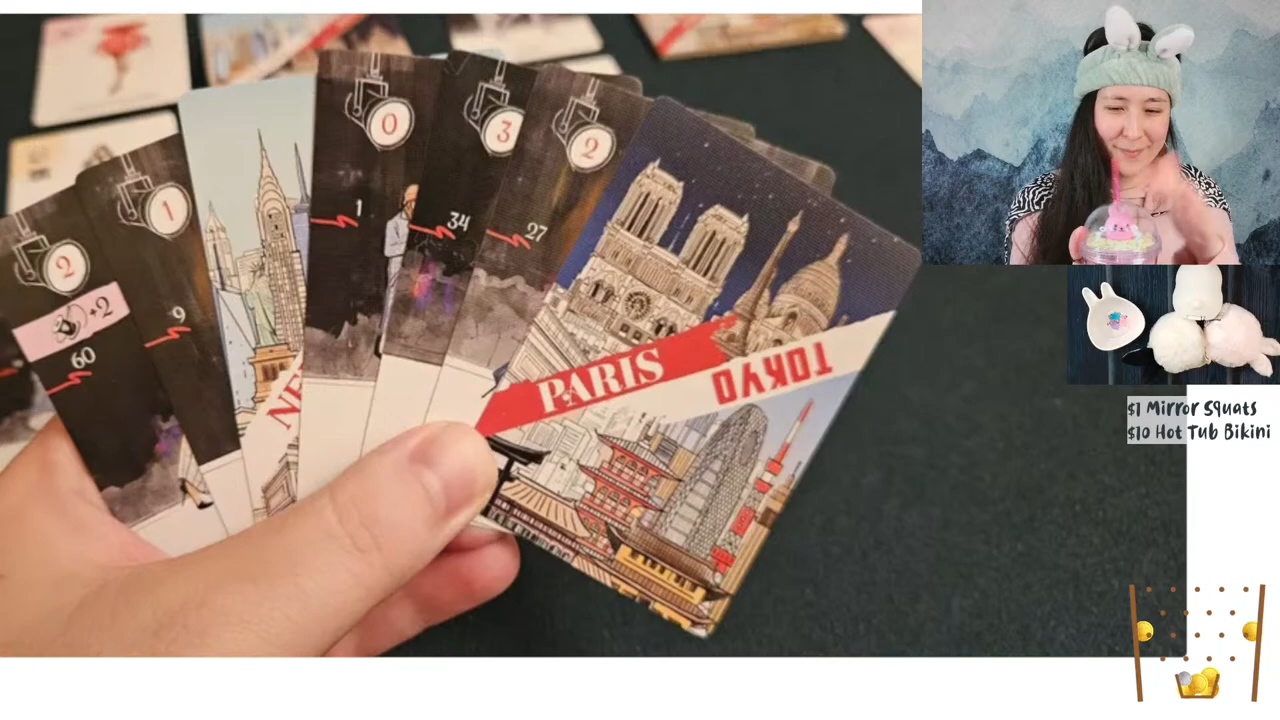 0
3
2
1
2
1
34
27
+2
9
60
PARIS
TOKYO
NE
$1 Mirror Squats
$10 Hot Tub Bikini